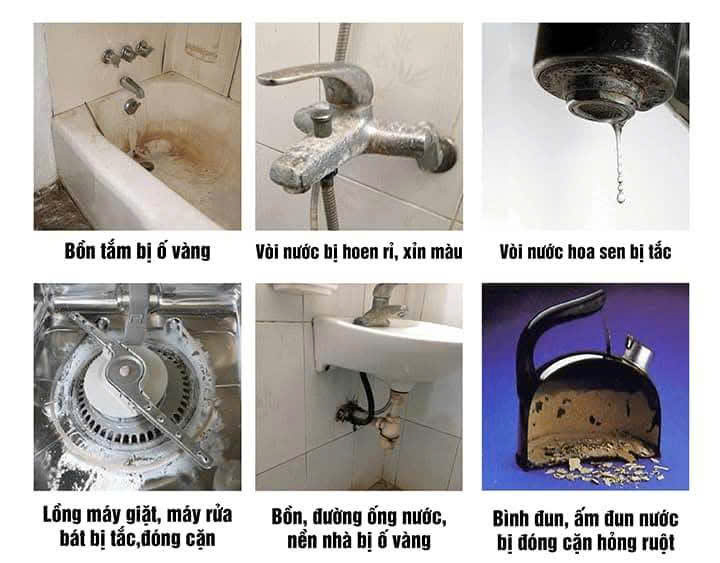 Bồn tắm bị ố vàng
Vòi nước bị hoen rỉ, xỉn màu
Vòi nước hoa sen bị tắc
Lồng máy giặt, máy rửa
bát bị tắc,đóng cặn
Bồn, đường ống nước,
nền nhà bị ố vàng
Bình đun, ấm đun nước
bị đóng cặn hỏng ruột